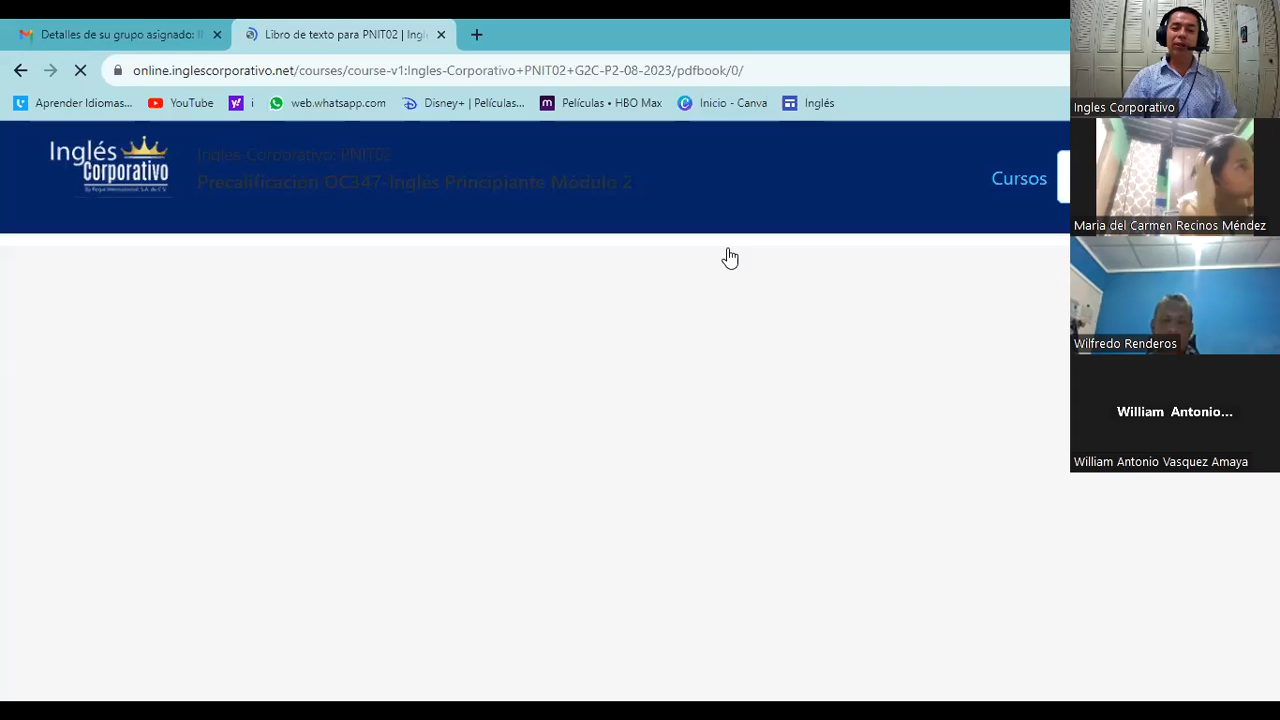 Detalles de su grupo asignado: I
Libro de texto para PNIT02 | Ing
online.inglescorporativo.net/courses/course-v1:Ingles-Corporativo+PNIT02+G2C-P2-08-2023/pdfbook/0/
Aprender Idiomas...
YouTube
i
web.whatsapp.com
Disney+ | Películas...
Películas • HBO Max
Inicio - Canva
Inglés
Inglés
Corporativo
Ingles Corporativo: PNIT02
Precalificacion OC347-Ingles Principiante Módulo 2
Cursos
Ingles Corporativo
Maria del Carmen Recinos Méndez
Wilfredo Renderos
William Antonio...
William Antonio Vasquez Amaya